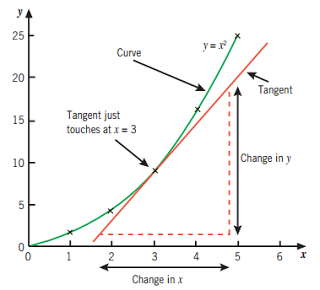 y
25
Curve
y = x²
20
Tangent
Tangent just
touches at x = 3
15
10
Change in y
5
0
0 1 2 3 4 5 6 x
Change in x